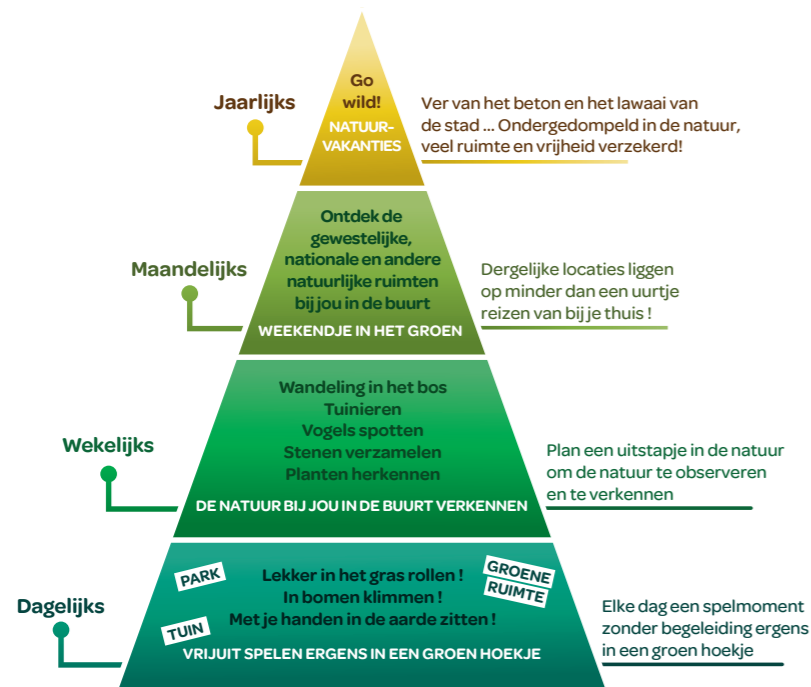 Jaarlijks
Go
wild!
NATUUR-
VAKANTIES
Ver van het beton en het lawaai van
de stad ... Ondergedompeld in de natuur,
veel ruimte en vrijheid verzekerd!
Maandelijks
Ontdek de
gewestelijke,
nationale en andere
natuurlijke ruimten
bij jou in de buurt
WEEKENDJE IN HET GROEN
Dergelijke locaties liggen
op minder dan een uurtje
reizen van bij je thuis !
Wekelijks
Wandeling in het bos
Tuinieren
Vogels spotten
Stenen verzamelen
Planten herkennen
DE NATUUR BIJ JOU IN DE BUURT VERKENNEN
Plan een uitstapje in de natuur
om de natuur te observeren
en te verkennen
Dagelijks
PARK
TUIN
Lekker in het gras rollen !
In bomen klimmen !
Met je handen in de aarde zitten !
GROENE
RUIMTE
VRIJUIT SPELEN ERGENS IN EEN GROEN HOEKJE
Elke dag een spelmoment
zonder begeleiding ergens
in een groen hoekje